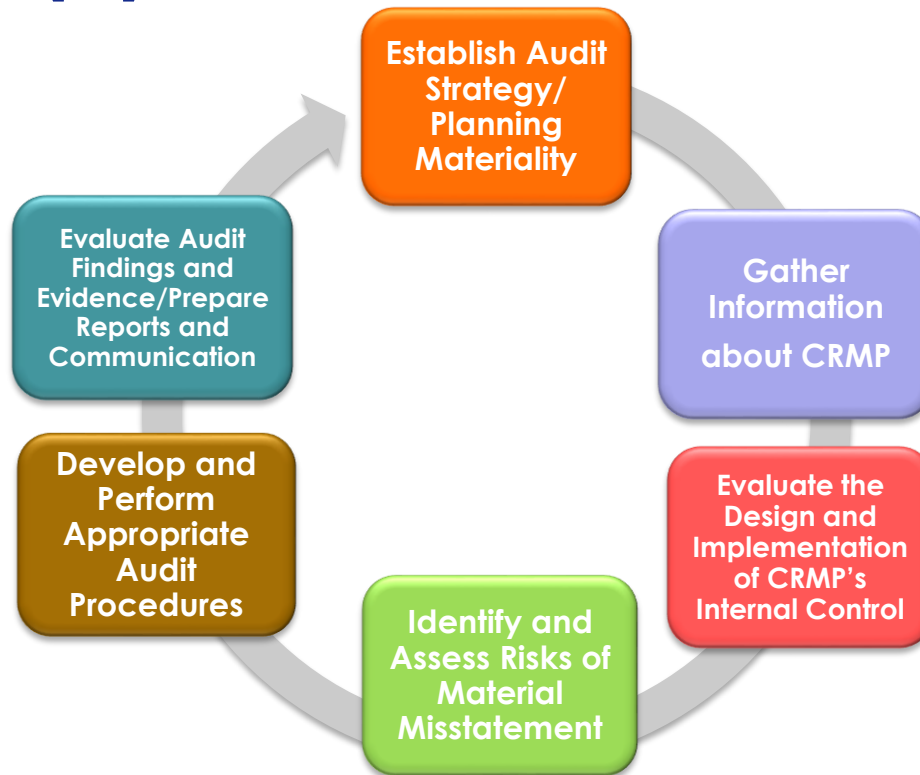 Establish Audit
Strategy/
Planning
Materiality
Gather
Information
about CRMP
Evaluate the
Design and
Implementation
of CRMP’s
Internal Control
Identify and
Assess Risks of
Material
Misstatement
Develop and
Perform
Appropriate
Audit
Procedures
Evaluate Audit
Findings and
Evidence/Prepare
Reports and
Communication